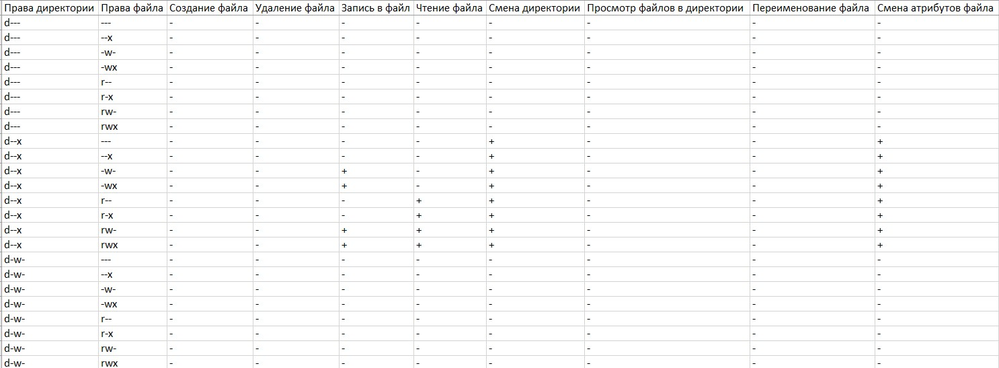 Права директории Права файла Создание файла Удаление файла Запись в файл Чтение файла Смена директории Просмотр файлов в директории Переименование файла Смена атрибутов файла
d--- --- - - - - - - - -
d--- --x - - - - - - - -
d--- -w- - - - - - - - -
d--- -wx - - - - - - - -
d--- r-- - - - - - - - -
d--- r-x - - - - - - - -
d--- rw- - - - - - - - -
d--- rwx - - - - - - - -
d--x --- - - - - + - - +
d--x --x - - - - + - - +
d--x -w- - - + - + - - +
d--x -wx - - + - + - - +
d--x r-- - - - + + - - +
d--x r-x - - - + + - - +
d--x rw- - - + + + - - +
d--x rwx - - + + + - - +
d-w- --- - - - - - - - -
d-w- --x - - - - - - - -
d-w- -w- - - - - - - - -
d-w- -wx - - - - - - - -
d-w- r-- - - - - - - - -
d-w- r-x - - - - - - - -
d-w- rw- - - - - - - - -
d-w- rwx - - - - - - - -